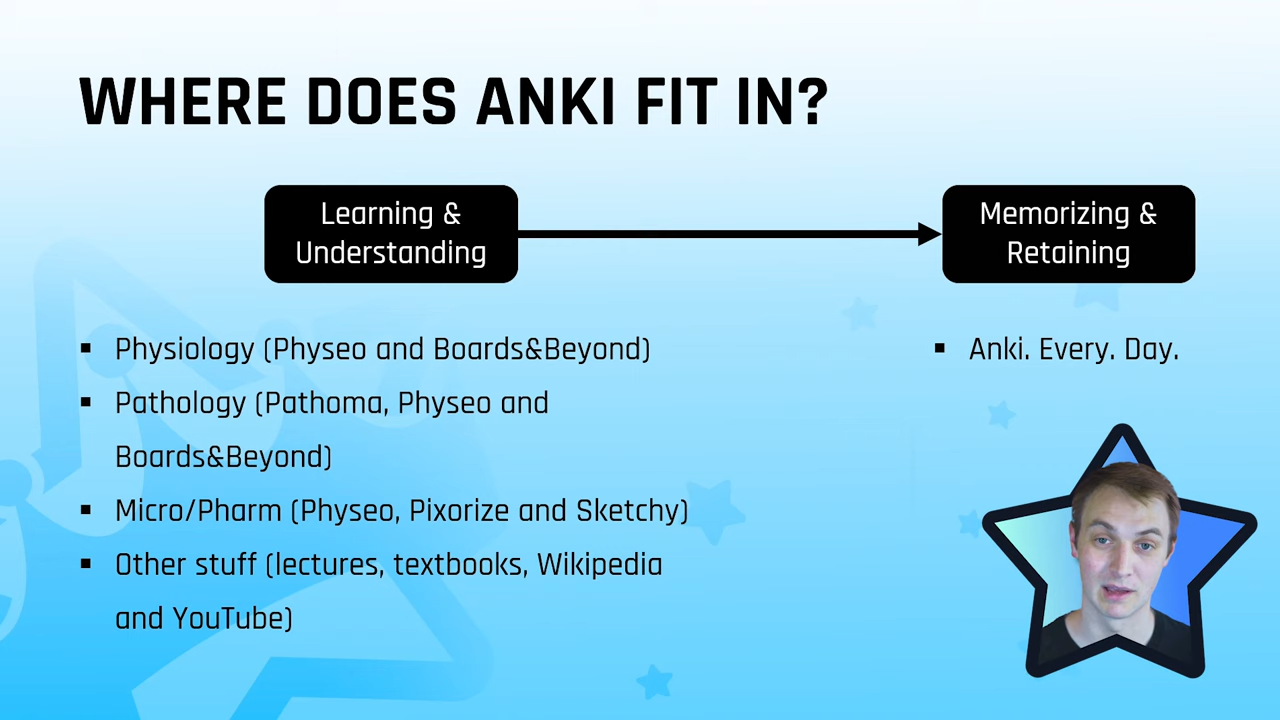 WHERE DOES ANKI FIT IN?
Learning &
Understanding
Memorizing &
Retaining
▪ Physiology (Physeo and Boards&Beyond)
▪ Pathology (Pathoma, Physeo and
Boards&Beyond)
▪ Micro/Pharm (Physeo, Pixorize and Sketchy)
▪ Other stuff (lectures, textbooks, Wikipedia
and YouTube)
▪ Anki. Every. Day.